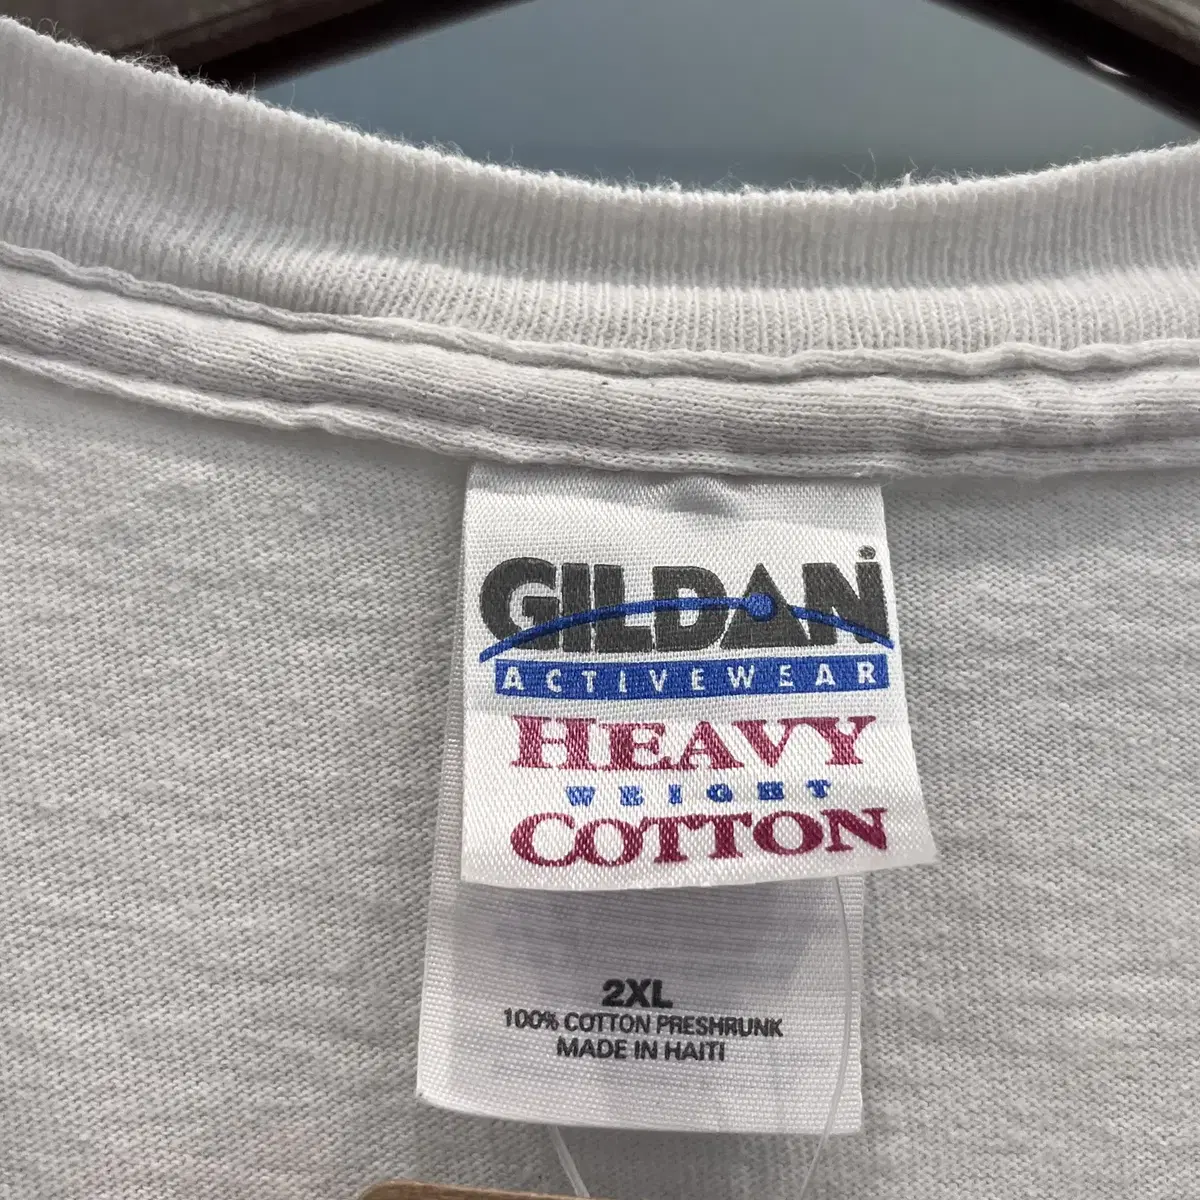 GILDAN
ACTIVEWEAR
HEAVY
WEIGHT
COTTON
2XL
100% COTTON PRESHRUNK
MADE IN HAITI